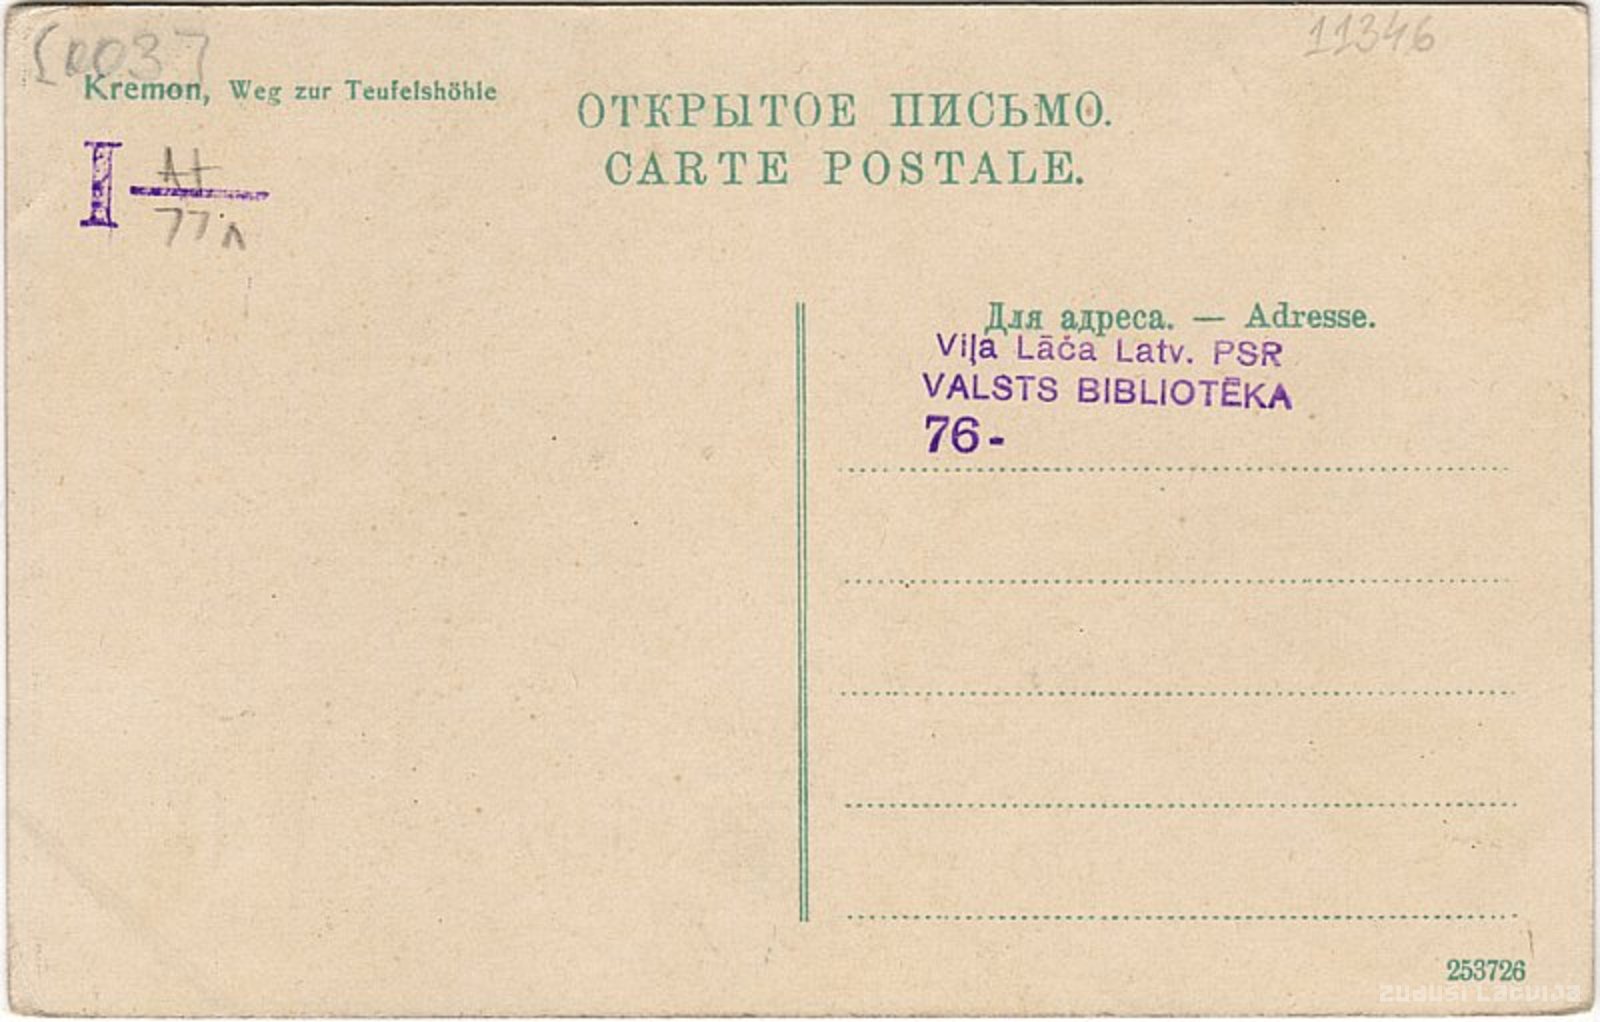 11346
Kremon, Weg zur Teufelshöhle
ОТКРЫТОЕ ПИСЬМО.
CARTE POSTALE.
I
77
Для адреса. — Adresse.
Viļa Lāča Latv. PSR
VALSTS BIBLIOTĒKA
76-
253726
zudusi Latvija